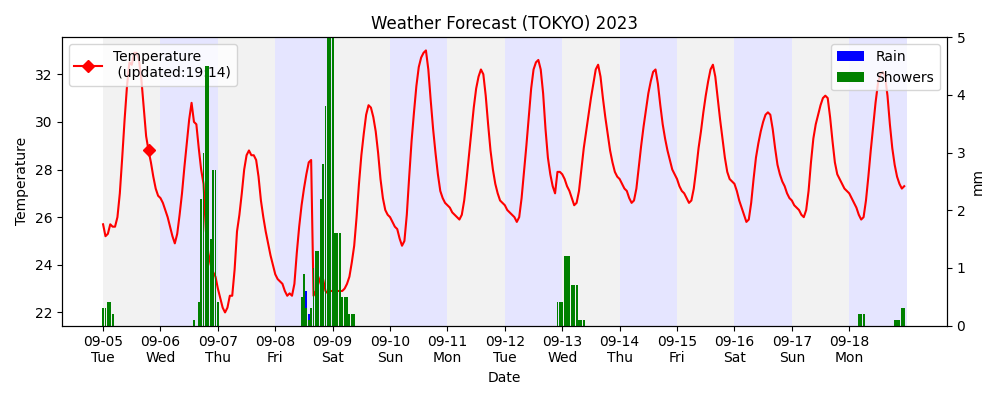 Weather Forecast (TOKYO) 2023
Temperature
(updated:19:14)
Rain
Showers
32
30
28
26
24
22
Temperature
5
4
3
2
1
0
mm
09-05 09-06 09-07 09-08 09-09 09-10 09-11 09-12 09-13 09-14 09-15 09-16 09-17 09-18
Tue Wed Thu Fri Sat Sun Mon Tue Wed Thu Fri Sat Sun Mon
Date